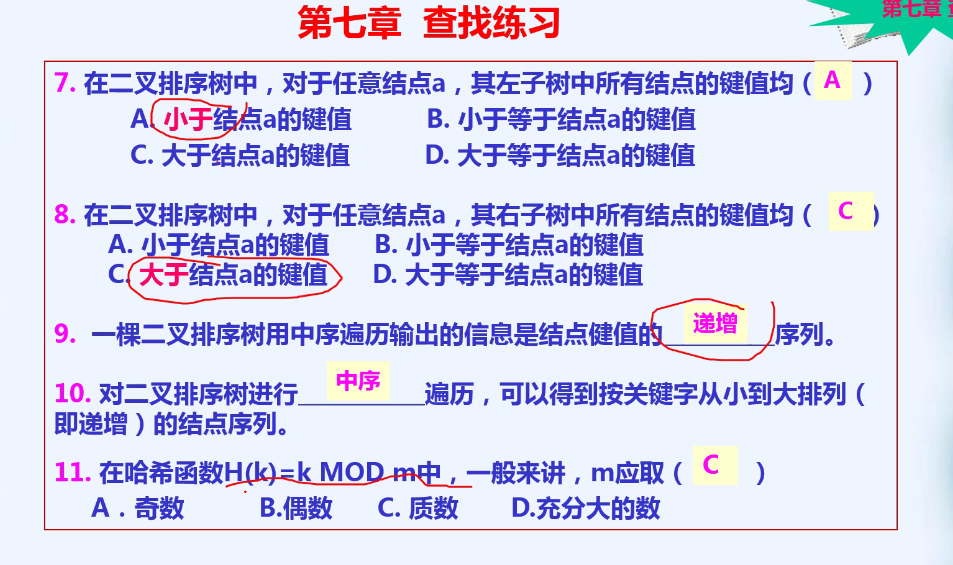 第七章 查找练习
第七章 查
7. 在二叉排序树中，对于任意结点a，其左子树中所有结点的键值均（ A ）
A. 小于结点a的键值 B. 小于等于结点a的键值
C. 大于结点a的键值 D. 大于等于结点a的键值
8. 在二叉排序树中，对于任意结点a，其右子树中所有结点的键值均（ C ）
A. 小于结点a的键值 B. 小于等于结点a的键值
C. 大于结点a的键值 D. 大于等于结点a的键值
9. 一棵二叉排序树用中序遍历输出的信息是结点健值的 递增 序列。
10. 对二叉排序树进行 中序 遍历，可以得到按关键字从小到大排列（
即递增）的结点序列。
11. 在哈希函数H(k)=k MOD m中，一般来讲，m应取（ C ）
A．奇数 B.偶数 C. 质数 D.充分大的数